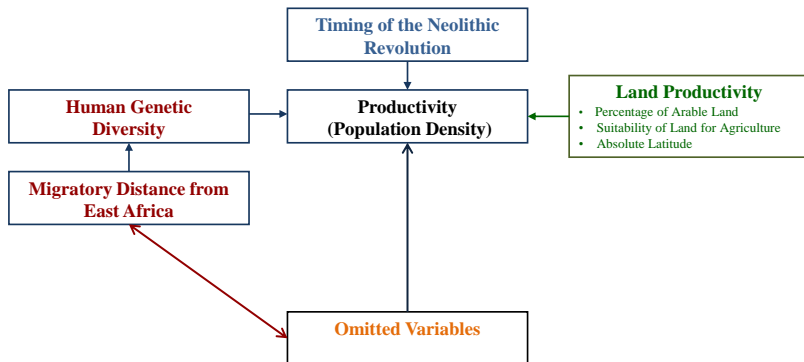 Timing of the Neolithic
Revolution
Human Genetic
Diversity
Productivity
(Population Density)
Land Productivity
• Percentage of Arable Land
• Suitability of Land for Agriculture
• Absolute Latitude
Migratory Distance from
East Africa
Omitted Variables